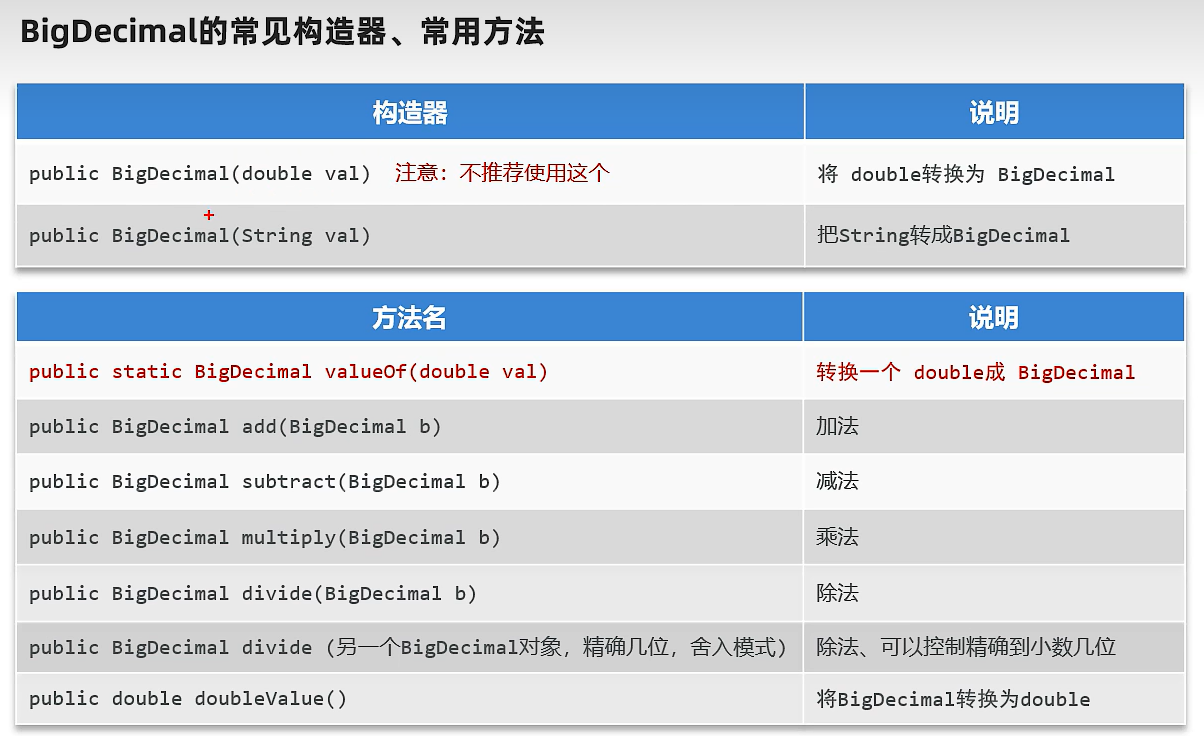 BigDecimal的常见构造器、常用方法
构造器 说明
public BigDecimal(double val) 注意：不推荐使用这个 将 double转换为 BigDecimal
public BigDecimal(String val) 把String转成BigDecimal
方法名 说明
public static BigDecimal valueOf(double val) 转换一个 double成 BigDecimal
public BigDecimal add(BigDecimal b) 加法
public BigDecimal subtract(BigDecimal b) 减法
public BigDecimal multiply(BigDecimal b) 乘法
public BigDecimal divide(BigDecimal b) 除法
public BigDecimal divide (另一个BigDecimal对象，精确几位，舍入模式) 除法、可以控制精确到小数几位
public double doubleValue() 将BigDecimal转换为double